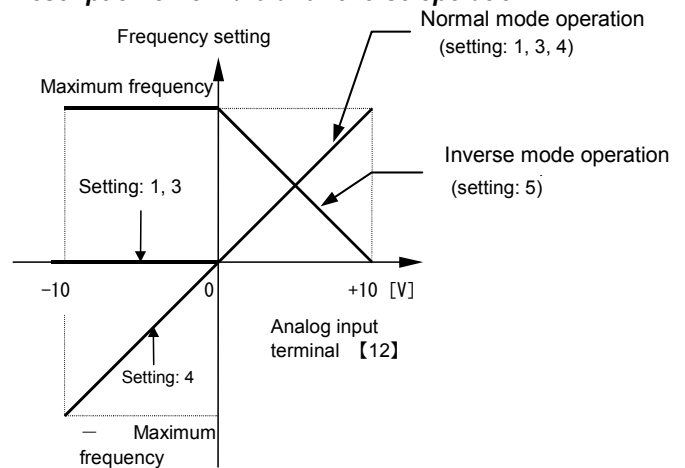 Normal mode operation
(setting: 1, 3, 4)
Frequency setting
Maximum frequency
Inverse mode operation
(setting: 5)
Setting: 1, 3
-10
0
+10 [V]
Analog input
terminal 【12】
Setting: 4
— Maximum
frequency